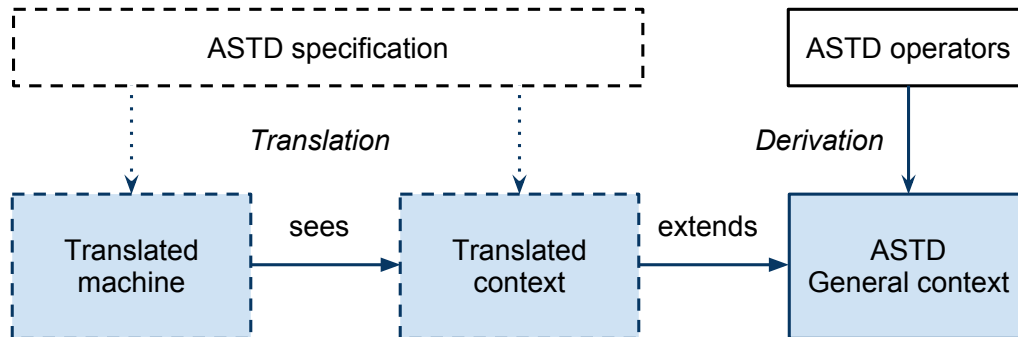 ASTD specification
ASTD operators
Translation
Derivation
Translated
machine
sees
Translated
context
extends
ASTD
General context